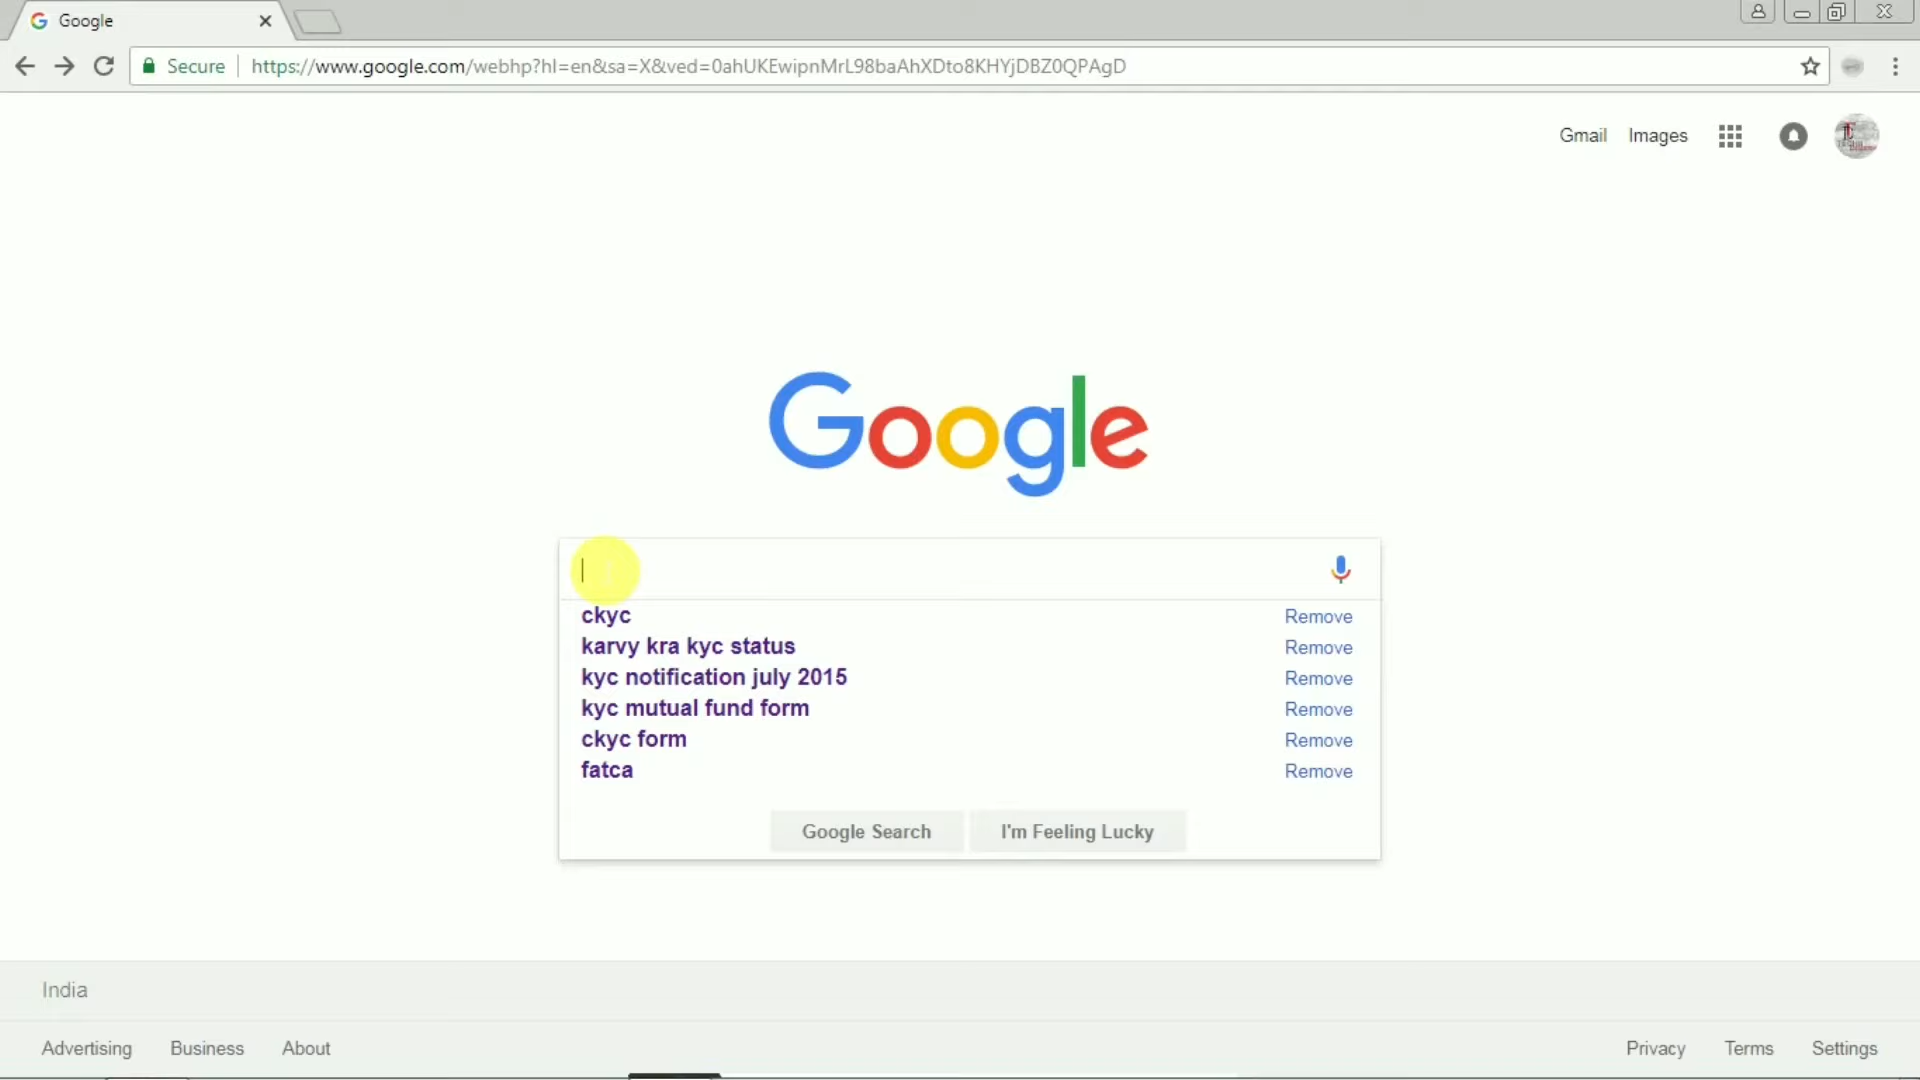 Google
Secure https://www.google.com/webhp?hl=en&sa=X&ved=0ahUKEwipnMrL98baAhXDto8KHYjDBZ0QPAgD
Gmail Images
Google
ckyc Remove
karvy kra kyc status Remove
kyc notification july 2015 Remove
kyc mutual fund form Remove
ckyc form Remove
fatca Remove
Google Search I'm Feeling Lucky
India
Advertising Business About Privacy Terms Settings